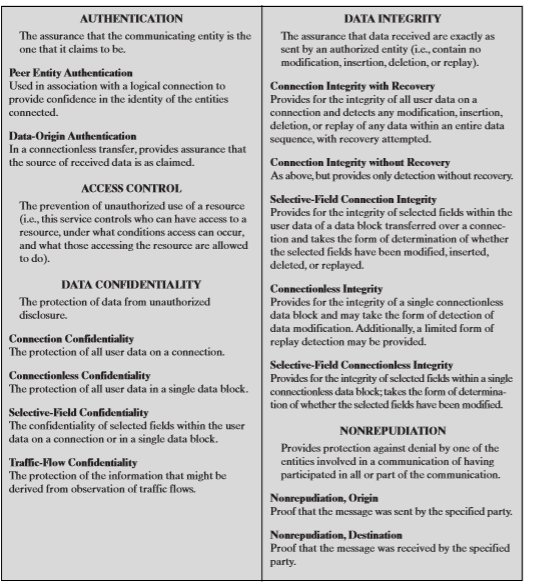 AUTHENTICATION
The assurance that the communicating entity is the
one that it claims to be.
Peer Entity Authentication
Used in association with a logical connection to
provide confidence in the identity of the entities
connected.
Data-Origin Authentication
In a connectionless transfer, provides assurance that
the source of received data is as claimed.
ACCESS CONTROL
The prevention of unauthorized use of a resource
(i.e., this service controls who can have access to a
resource, under what conditions access can occur,
and what those accessing the resource are allowed
to do).
DATA CONFIDENTIALITY
The protection of data from unauthorized
disclosure.
Connection Confidentiality
The protection of all user data on a connection.
Connectionless Confidentiality
The protection of all user data in a single data block.
Selective-Field Confidentiality
The confidentiality of selected fields within the user
data on a connection or in a single data block.
Traffic-Flow Confidentiality
The protection of the information that might be
derived from observation of traffic flows.
DATA INTEGRITY
The assurance that data received are exactly as
sent by an authorized entity (i.e., contain no
modification, insertion, deletion, or replay).
Connection Integrity with Recovery
Provides for the integrity of all user data on a
connection and detects any modification, insertion,
deletion, or replay of any data within an entire data
sequence, with recovery attempted.
Connection Integrity without Recovery
As above, but provides only detection without recovery.
Selective-Field Connection Integrity
Provides for the integrity of selected fields within the
user data of a data block transferred over a connec-
tion and takes the form of determination of whether
the selected fields have been modified, inserted,
deleted, or replayed.
Connectionless Integrity
Provides for the integrity of a single connectionless
data block and may take the form of detection of
data modification. Additionally, a limited form of
replay detection may be provided.
Selective-Field Connectionless Integrity
Provides for the integrity of selected fields within a single
connectionless data block; takes the form of determina-
tion of whether the selected fields have been modified.
NONREPUDIATION
Provides protection against denial by one of the
entities involved in a communication of having
participated in all or part of the communication.
Nonrepudiation, Origin
Proof that the message was sent by the specified party.
Nonrepudiation, Destination
Proof that the message was received by the specified
party.